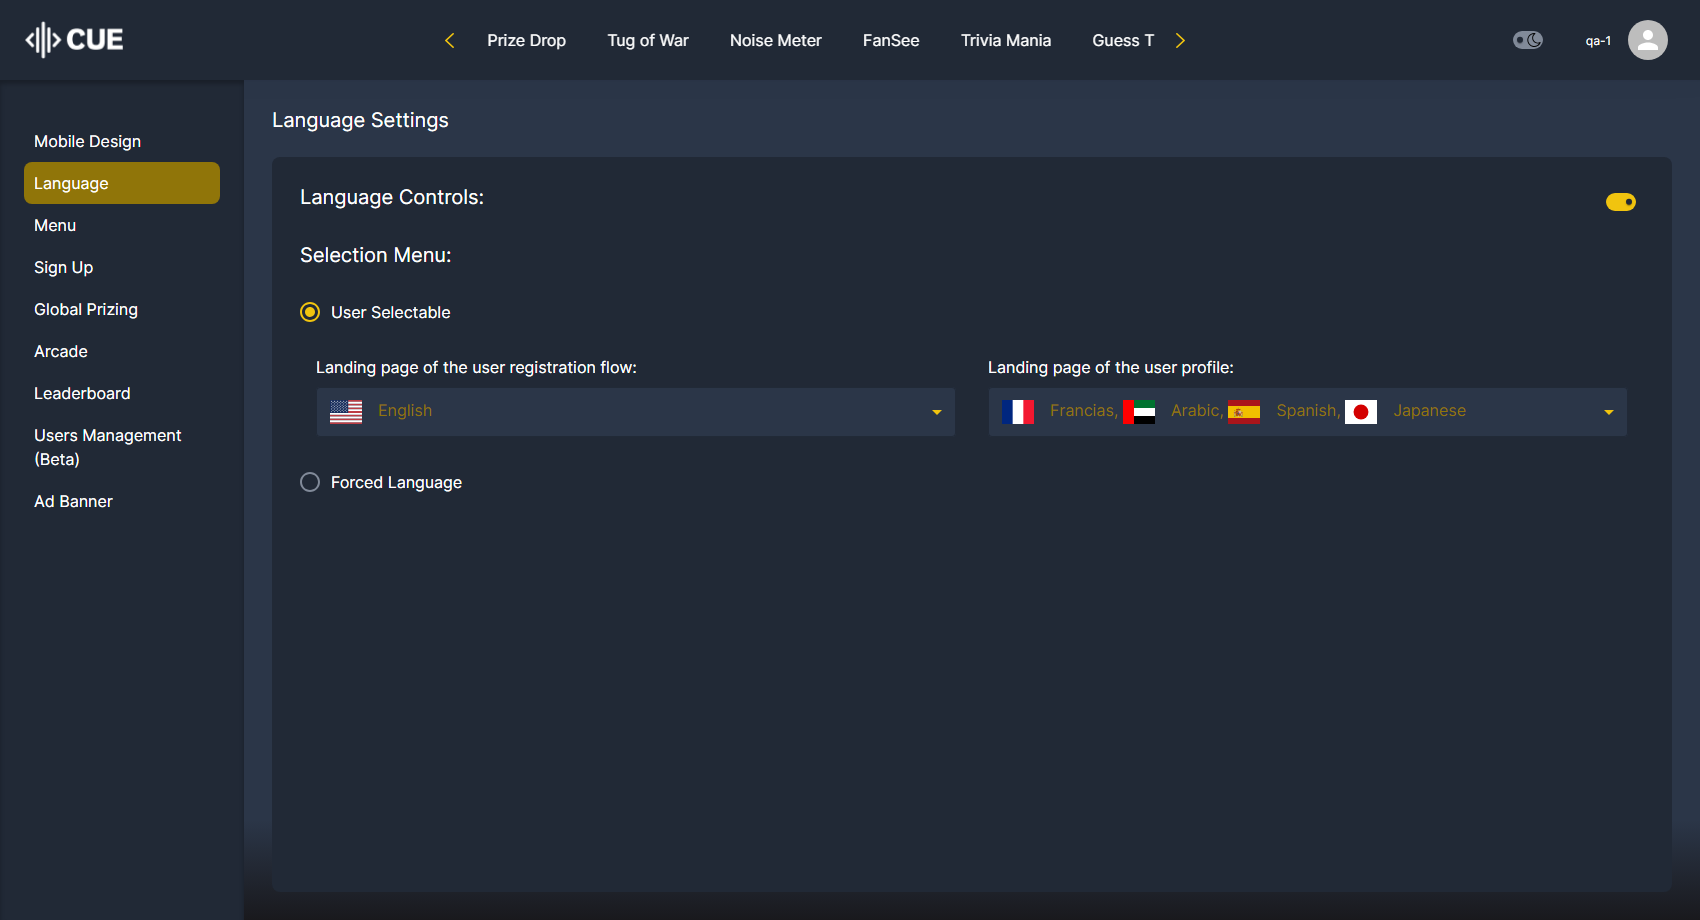 CUE
Prize Drop
Tug of War
Noise Meter
FanSee
Trivia Mania
Guess T
qa-1
Mobile Design
Language
Menu
Sign Up
Global Prizing
Arcade
Leaderboard
Users Management
(Beta)
Ad Banner
Language Settings
Language Controls:
Selection Menu:
User Selectable
Landing page of the user registration flow:
English
Landing page of the user profile:
Francias, Arabic, Spanish, Japanese
Forced Language